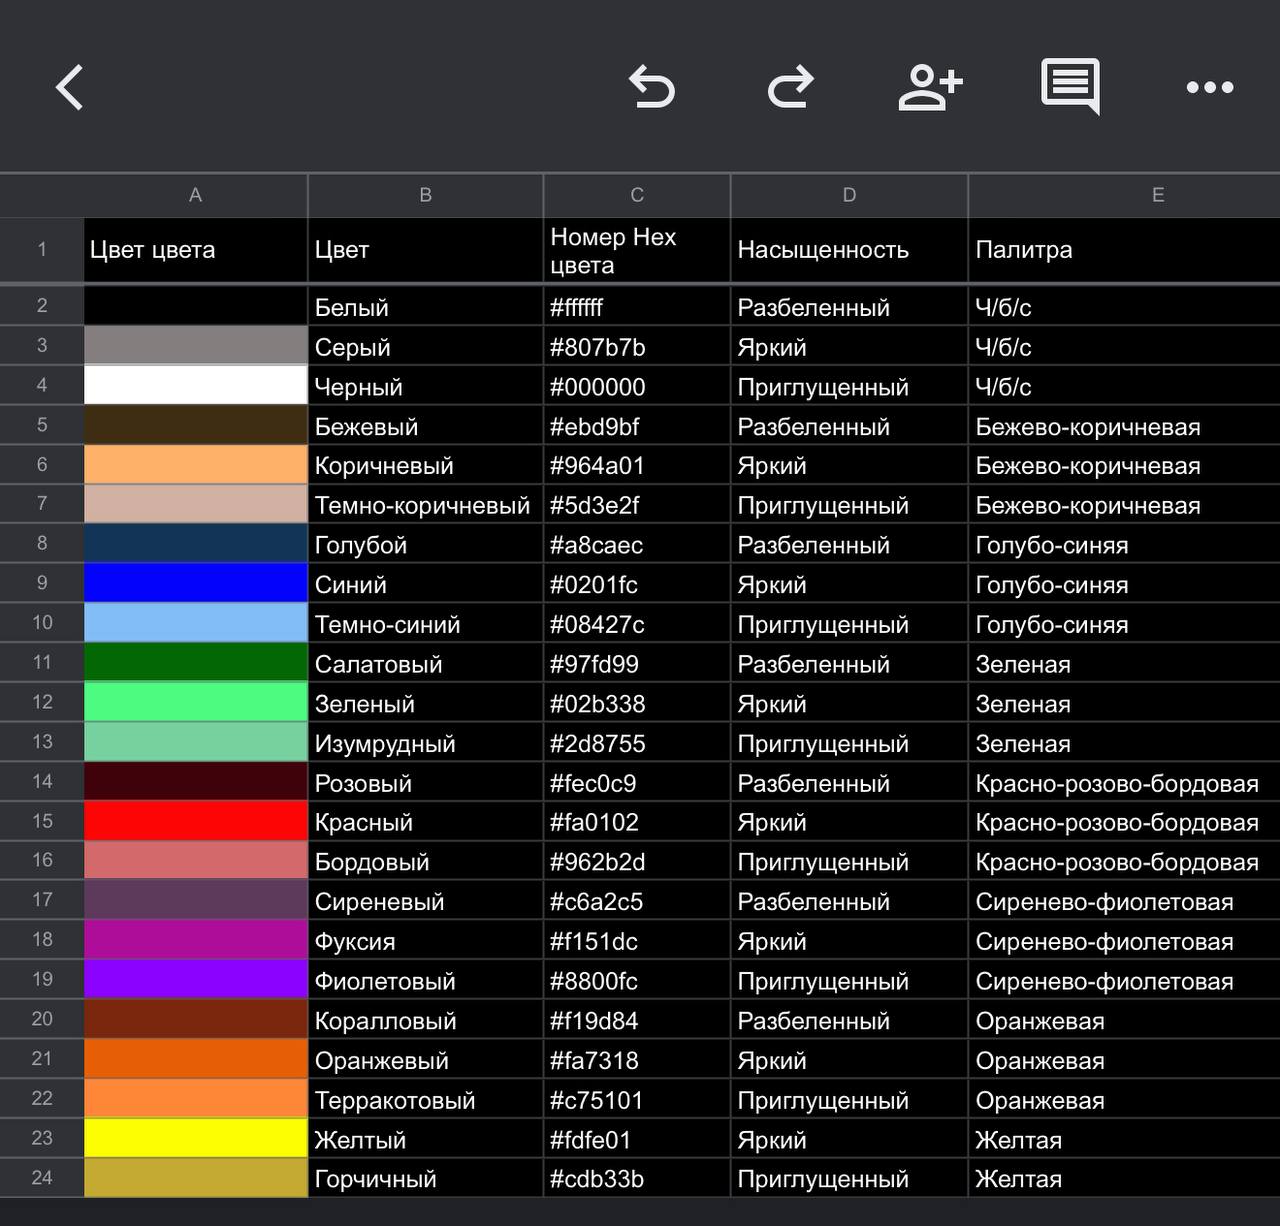 A B C D E
1 Цвет цвета Цвет Номер Hex цвета Насыщенность Палитра
2 Белый #ffffff Разбеленный Ч/б/с
3 Серый #807b7b Яркий Ч/б/с
4 Черный #000000 Приглущенный Ч/б/с
5 Бежевый #ebd9bf Разбеленный Бежево-коричневая
6 Коричневый #964a01 Яркий Бежево-коричневая
7 Темно-коричневый #5d3e2f Приглущенный Бежево-коричневая
8 Голубой #a8caec Разбеленный Голубо-синяя
9 Синий #0201fc Яркий Голубо-синяя
10 Темно-синий #08427c Приглущенный Голубо-синяя
11 Салатовый #97fd99 Разбеленный Зеленая
12 Зеленый #02b338 Яркий Зеленая
13 Изумрудный #2d8755 Приглущенный Зеленая
14 Розовый #fec0c9 Разбеленный Красно-розово-бордовая
15 Красный #fa0102 Яркий Красно-розово-бордовая
16 Бордовый #962b2d Приглущенный Красно-розово-бордовая
17 Сиреневый #c6a2c5 Разбеленный Сиренево-фиолетовая
18 Фуксия #f151dc Яркий Сиренево-фиолетовая
19 Фиолетовый #8800fc Приглущенный Сиренево-фиолетовая
20 Коралловый #f19d84 Разбеленный Оранжевая
21 Оранжевый #fa7318 Яркий Оранжевая
22 Терракотовый #c75101 Приглущенный Оранжевая
23 Желтый #fdfe01 Яркий Желтая
24 Горчичный #cdb33b Приглущенный Желтая